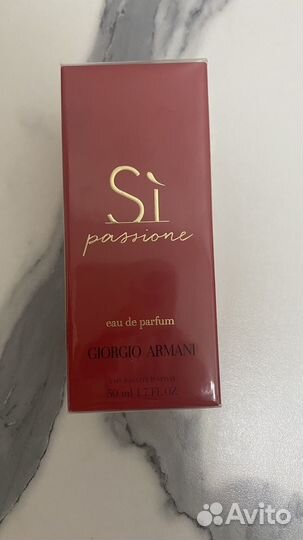 Sì
passione
eau de parfum
GIORGIO ARMANI
50 ml 1.7 FL.OZ.
Avito